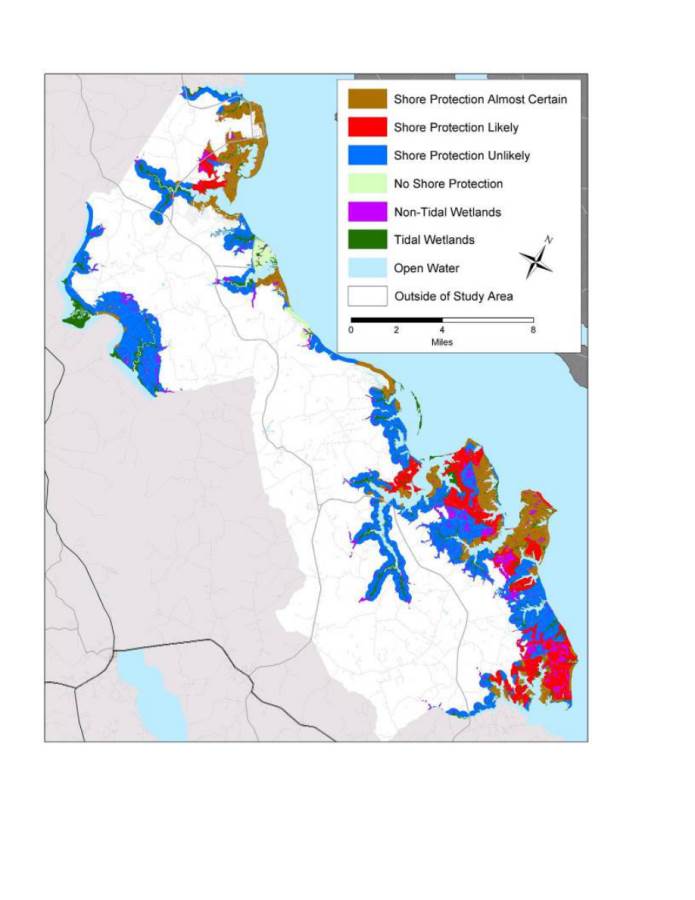 Shore Protection Almost Certain
Shore Protection Likely
Shore Protection Unlikely
No Shore Protection
Non-Tidal Wetlands
Tidal Wetlands
Open Water
Outside of Study Area
N
0 2 4 8
Miles